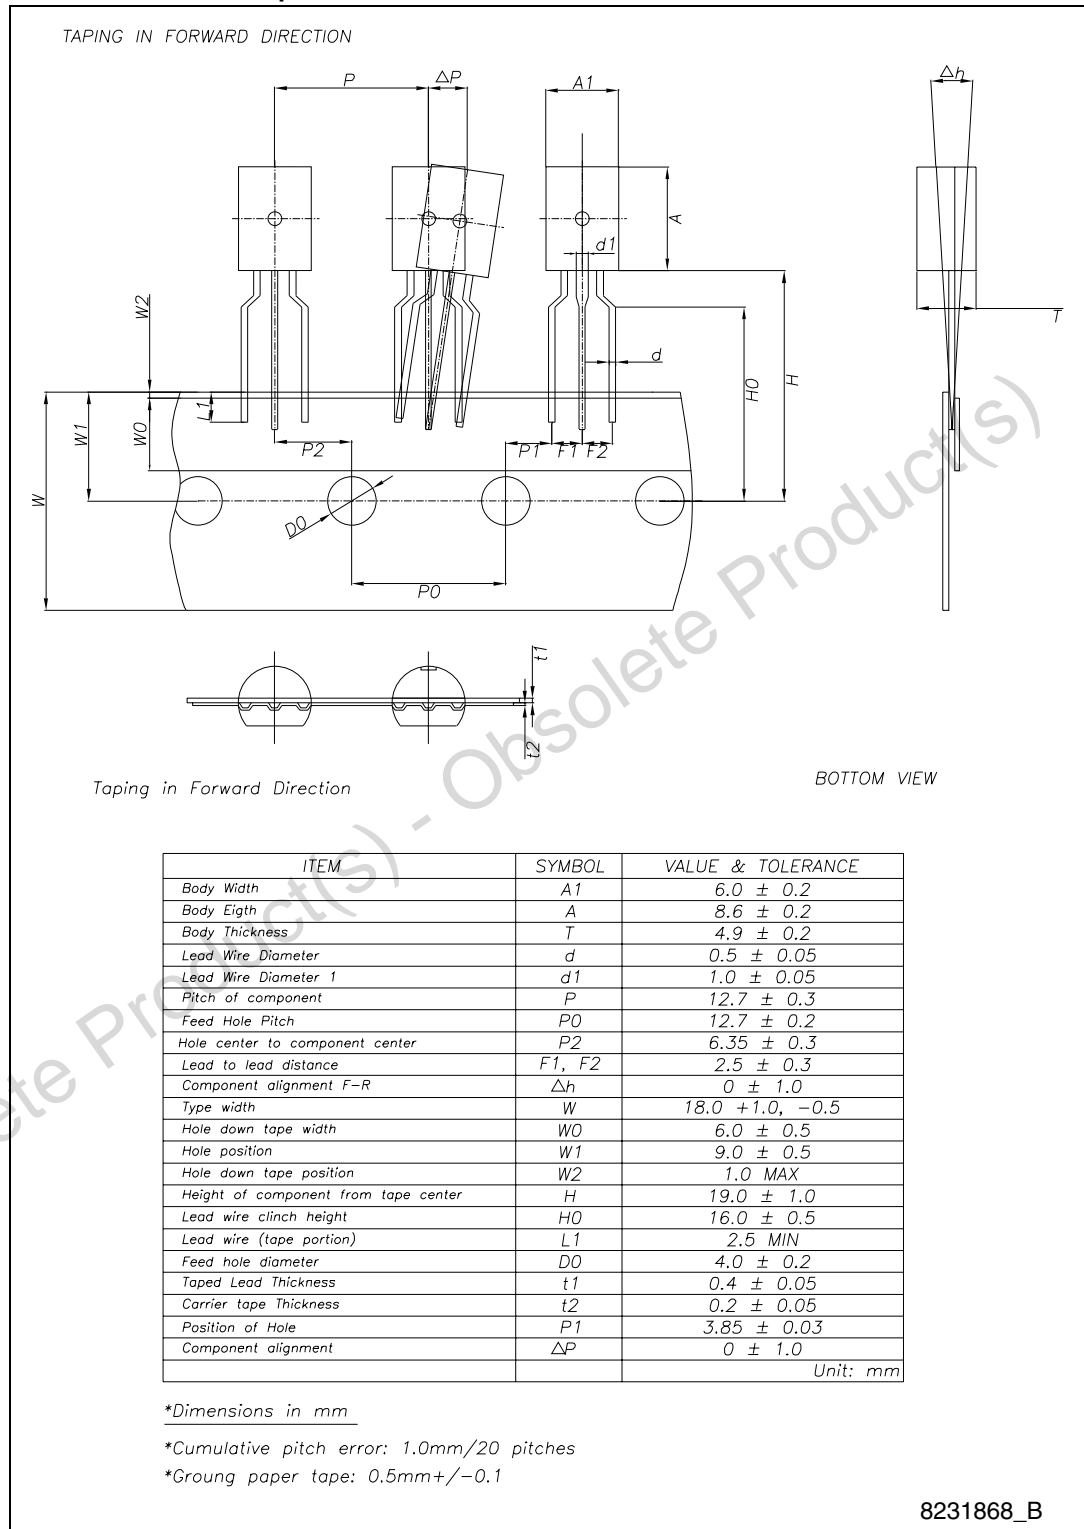 TAPING IN FORWARD DIRECTION
P
△P
A1
△h
A
d1
T
W2
d
H0
H
L1
W1
W0
P2
P1
F1
F2
W
D0
P0
t1
t2
Taping in Forward Direction
BOTTOM VIEW
ITEM SYMBOL VALUE & TOLERANCE
Body Width A1 6.0 ± 0.2
Body Eigth A 8.6 ± 0.2
Body Thickness T 4.9 ± 0.2
Lead Wire Diameter d 0.5 ± 0.05
Lead Wire Diameter 1 d1 1.0 ± 0.05
Pitch of component P 12.7 ± 0.3
Feed Hole Pitch P0 12.7 ± 0.2
Hole center to component center P2 6.35 ± 0.3
Lead to lead distance F1, F2 2.5 ± 0.3
Component alignment F-R △h 0 ± 1.0
Type width W 18.0 +1.0, -0.5
Hole down tape width W0 6.0 ± 0.5
Hole position W1 9.0 ± 0.5
Hole down tape position W2 1.0 MAX
Height of component from tape center H 19.0 ± 1.0
Lead wire clinch height H0 16.0 ± 0.5
Lead wire (tape portion) L1 2.5 MIN
Feed hole diameter D0 4.0 ± 0.2
Taped Lead Thickness t1 0.4 ± 0.05
Carrier tape Thickness t2 0.2 ± 0.05
Position of Hole P1 3.85 ± 0.03
Component alignment △P 0 ± 1.0
Unit: mm
*Dimensions in mm
*Cumulative pitch error: 1.0mm/20 pitches
*Groung paper tape: 0.5mm+/-0.1
8231868_B
ete Product(s) - Obsolete Product(s)